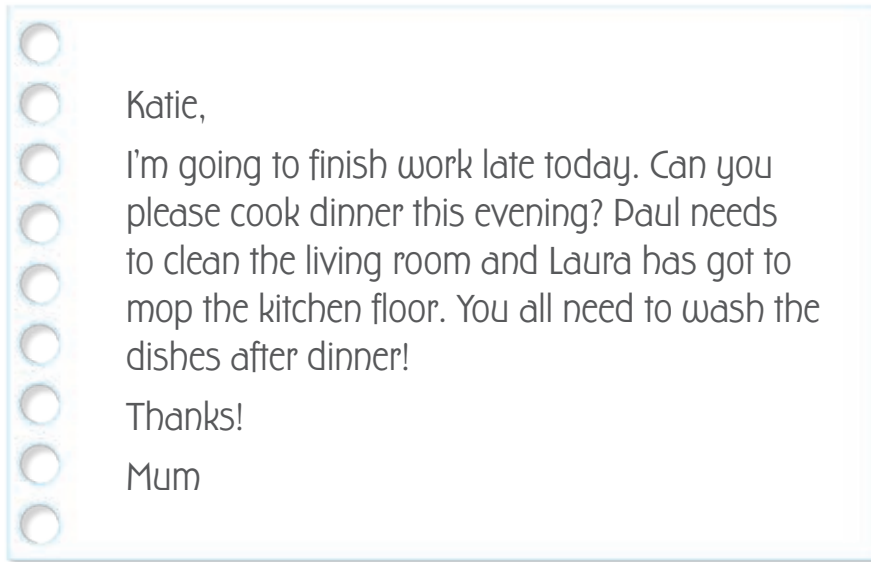 Katie,
I'm going to finish work late today. Can you
please cook dinner this evening? Paul needs
to clean the living room and Laura has got to
mop the kitchen floor. You all need to wash the
dishes after dinner!
Thanks!
Mum